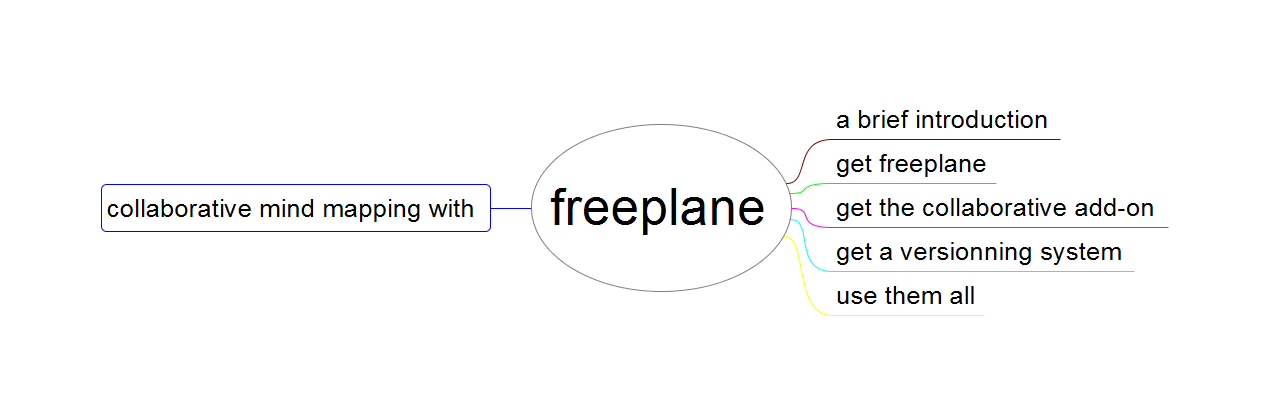 collaborative mind mapping with
freeplane
a brief introduction
get freeplane
get the collaborative add-on
get a versionning system
use them all